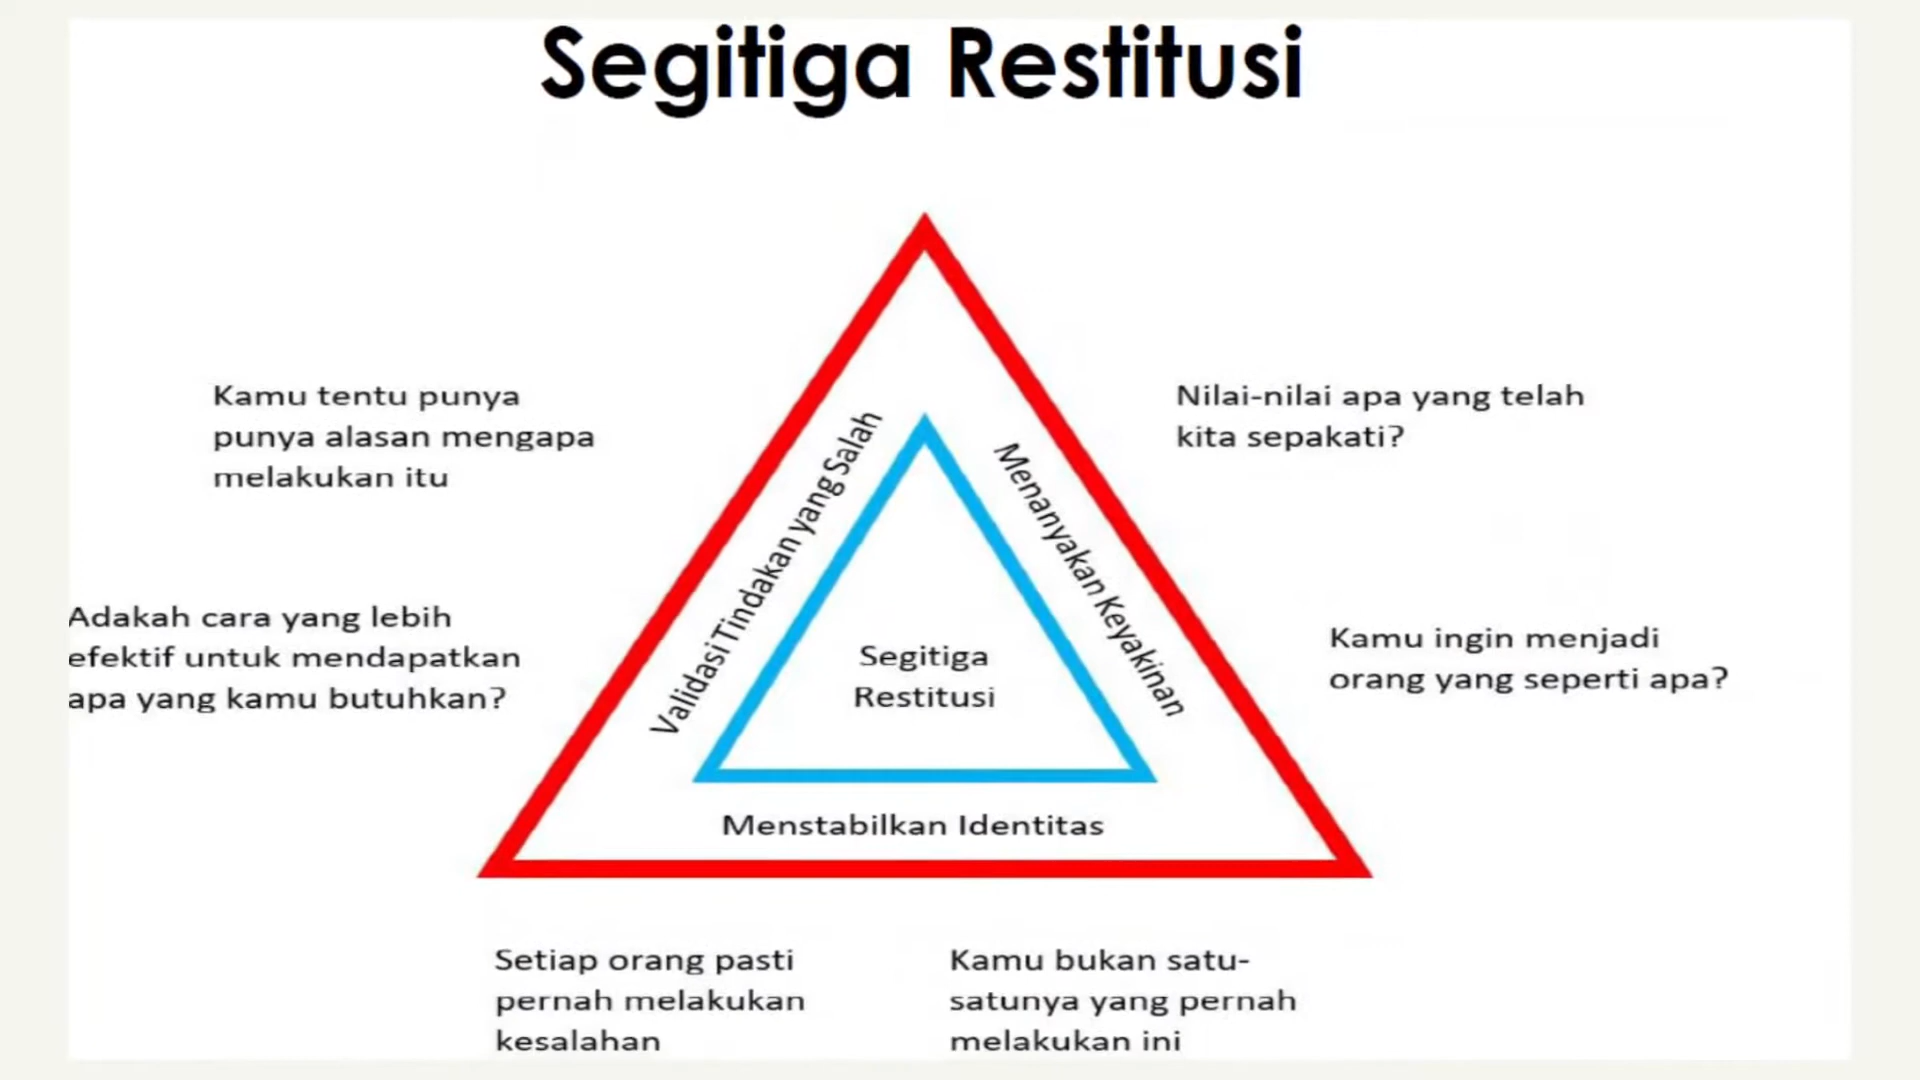 Segitiga Restitusi
Kamu tentu punya
punya alasan mengapa
melakukan itu
Adakah cara yang lebih
efektif untuk mendapatkan
apa yang kamu butuhkan?
Validasi Tindakan yang Salah
Menanyakan Keyakinan
Segitiga
Restitusi
Menstabilkan Identitas
Nilai-nilai apa yang telah
kita sepakati?
Kamu ingin menjadi
orang yang seperti apa?
Setiap orang pasti
pernah melakukan
kesalahan
Kamu bukan satu-
satunya yang pernah
melakukan ini